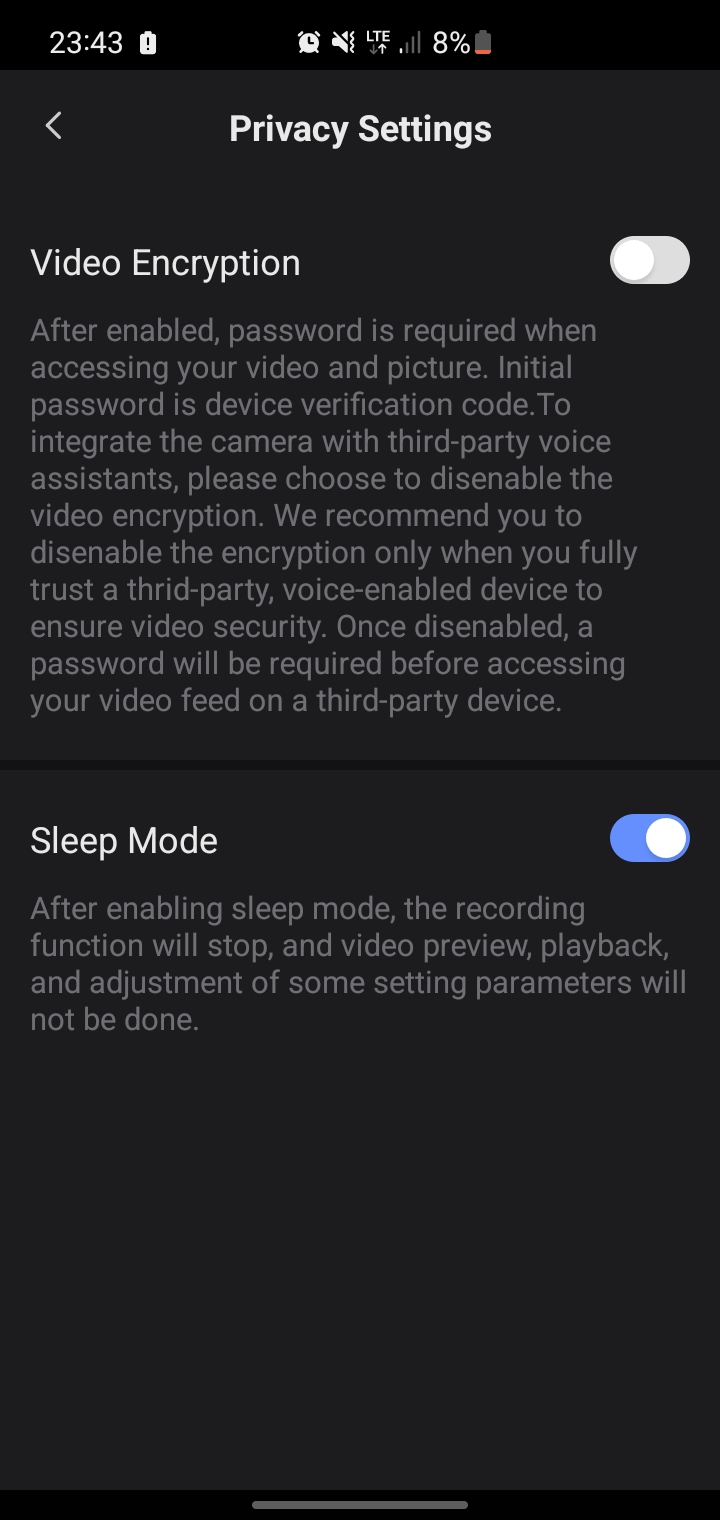 23:43 LTE 8%
Privacy Settings
Video Encryption
After enabled, password is required when
accessing your video and picture. Initial
password is device verification code.To
integrate the camera with third-party voice
assistants, please choose to disenable the
video encryption. We recommend you to
disenable the encryption only when you fully
trust a thrid-party, voice-enabled device to
ensure video security. Once disenabled, a
password will be required before accessing
your video feed on a third-party device.
Sleep Mode
After enabling sleep mode, the recording
function will stop, and video preview, playback,
and adjustment of some setting parameters will
not be done.